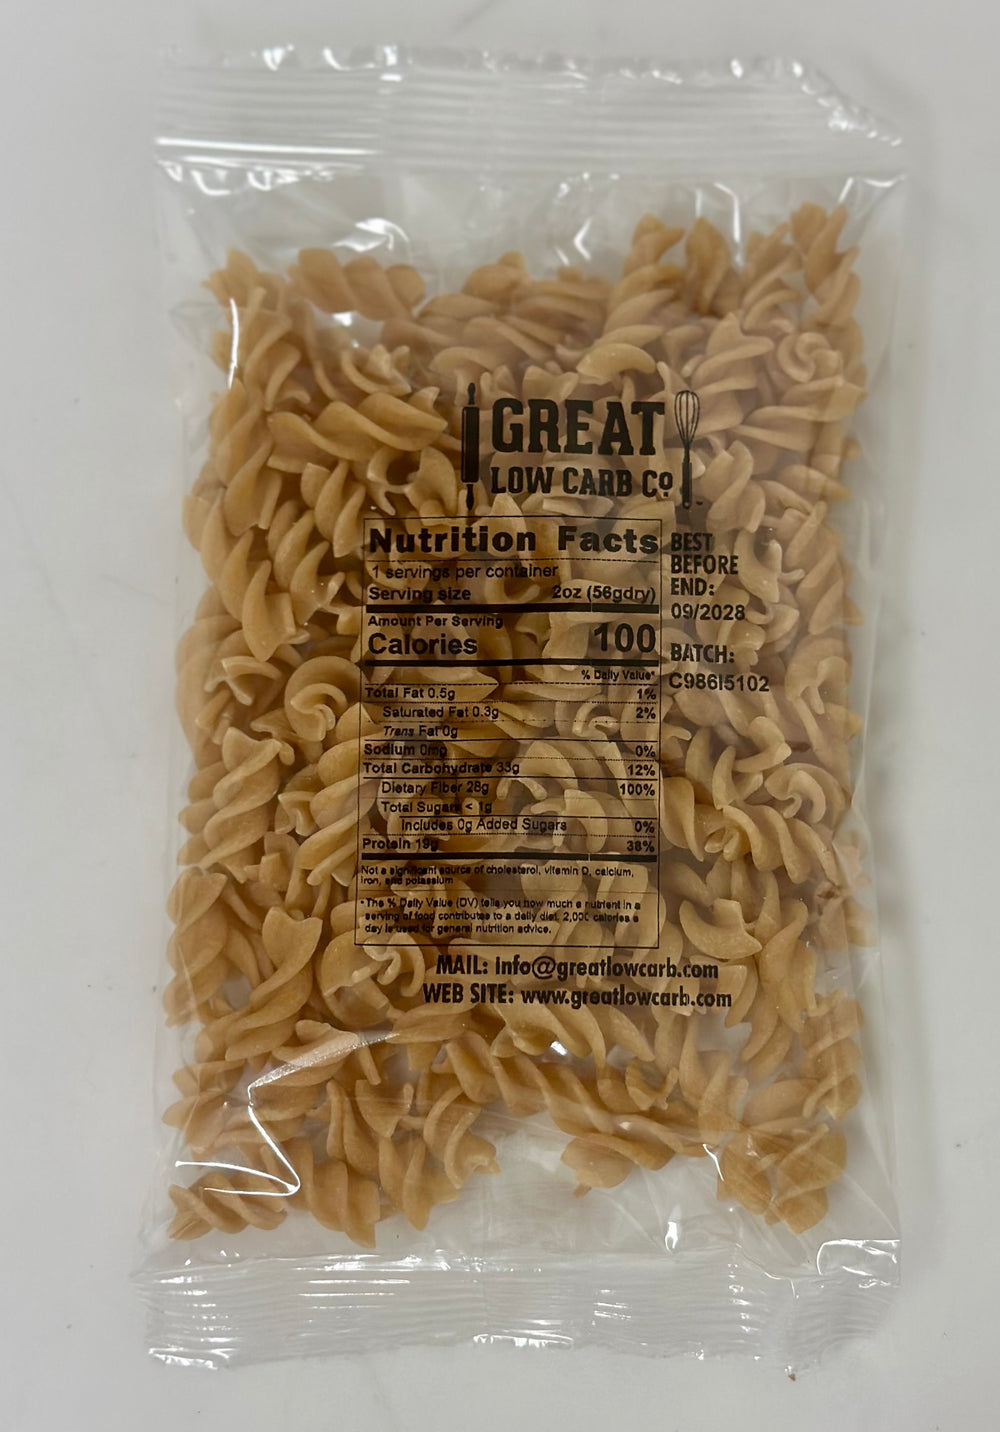 GREAT
LOW CARB Co
Nutrition Facts
1 servings per container
Serving size 2oz (56gdry)
Amount Per Serving
Calories 100
% Daily Value*
Total Fat 0.5g 1%
Saturated Fat 0.3g 2%
Trans Fat 0g
Sodium 0mg 0%
Total Carbohydrate 33g 12%
Dietary Fiber 28g 100%
Total Sugars < 1g
Includes 0g Added Sugars 0%
Protein 19g 38%
Not a significant source of cholesterol, vitamin D, calcium,
iron, and potassium
*The % Daily Value (DV) tells you how much a nutrient in a
serving of food contributes to a daily diet. 2,000 calories a
day is used for general nutrition advice.
BEST
BEFORE
END:
09/2028
BATCH:
C986I5102
MAIL: info@greatlowcarb.com
WEB SITE: www.greatlowcarb.com